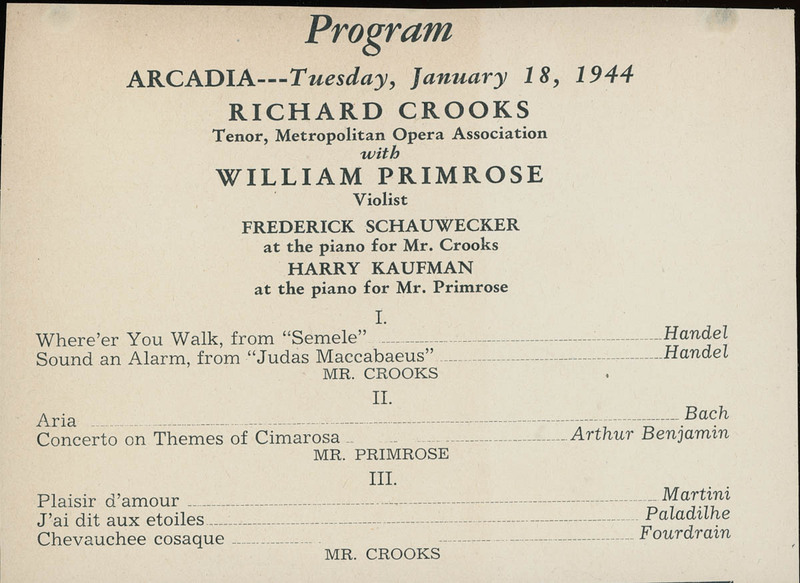 Program
ARCADIA---Tuesday, January 18, 1944
RICHARD CROOKS
Tenor, Metropolitan Opera Association
with
WILLIAM PRIMROSE
Violist
FREDERICK SCHAUWECKER
at the piano for Mr. Crooks
HARRY KAUFMAN
at the piano for Mr. Primrose
I.
Where'er You Walk, from "Semele" Handel
Sound an Alarm, from "Judas Maccabaeus" Handel
MR. CROOKS
II.
Aria Bach
Concerto on Themes of Cimarosa Arthur Benjamin
MR. PRIMROSE
III.
Plaisir d'amour Martini
J'ai dit aux etoiles Paladilhe
Chevauchee cosaque Fourdrain
MR. CROOKS